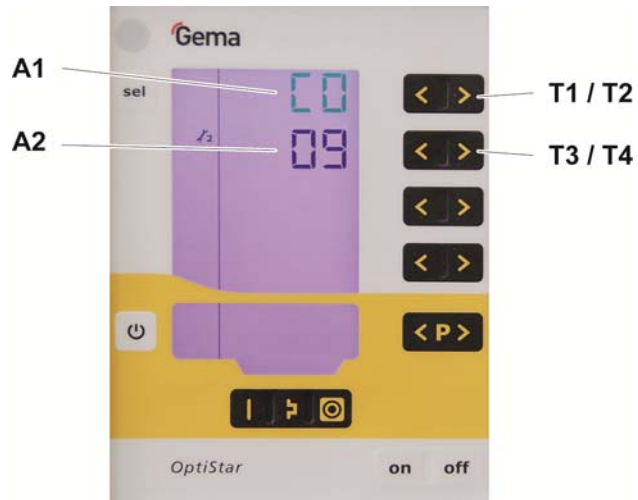 Gema
A1
C0
sel
< >
T1 / T2
A2
09
< >
T3 / T4
< >
< >
< P >
OptiStar
on
off